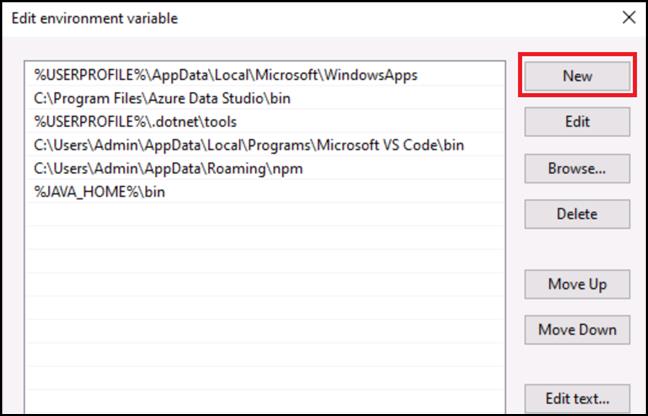 Edit environment variable
%USERPROFILE%\AppData\Local\Microsoft\WindowsApps
C:\Program Files\Azure Data Studio\bin
%USERPROFILE%\.dotnet\tools
C:\Users\Admin\AppData\Local\Programs\Microsoft VS Code\bin
C:\Users\Admin\AppData\Roaming\npm
%JAVA_HOME%\bin
New
Edit
Browse...
Delete
Move Up
Move Down
Edit text...